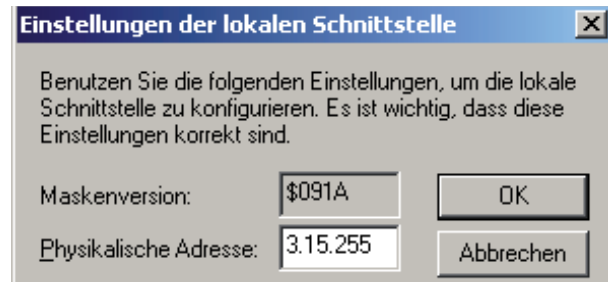 Einstellungen der lokalen Schnittstelle
Benutzen Sie die folgenden Einstellungen, um die lokale
Schnittstelle zu konfigurieren. Es ist wichtig, dass diese
Einstellungen korrekt sind.
Maskenversion: $091A OK
Physikalische Adresse: 3.15.255 Abbrechen